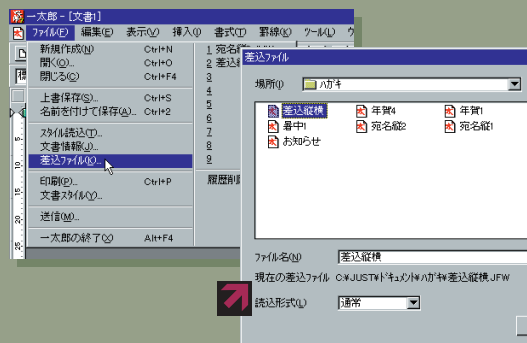 一太郎 - [文書1]
ﾌｧｲﾙ(F) 編集(E) 表示(V) 挿入(I) 書式(T) 罫線(K) ﾂｰﾙ(L)
新規作成(N) Ctrl+N
開く(O)... Ctrl+O
閉じる(C) Ctrl+F4
上書保存(S)... Ctrl+S
名前を付けて保存(A)... Ctrl+2
ｽﾀｲﾙ読込(T)...
文書情報(J)...
差込ﾌｧｲﾙ(K)...
印刷(P)... Ctrl+P
文書ｽﾀｲﾙ(Y)...
送信(M)...
一太郎の終了(X) Alt+F4
1 宛名
2 差込
3
4
5
6
7
8
9
履歴削
差込ﾌｧｲﾙ
場所(I) ﾊｶﾞｷ
差込縦横 年賀4 年賀1
暑中1 宛名縦2 宛名縦1
お知らせ
ﾌｧｲﾙ名(N) 差込縦横
現在の差込ﾌｧｲﾙ C:¥JUST¥ﾄﾞｷｭﾒﾝﾄ¥ﾊｶﾞｷ¥差込縦横.JFW
読込形式(L) 通常